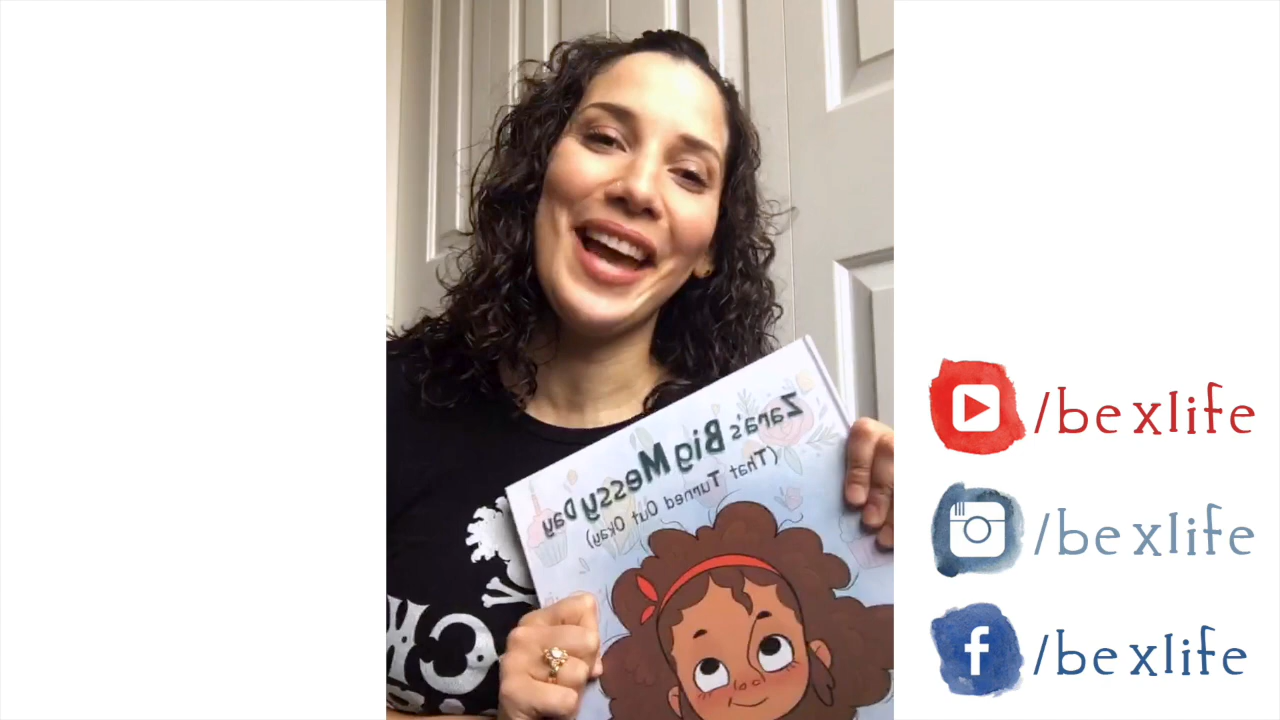 Zara's Big Messy Day
(That Turned Out Okay)
/bexlife
/bexlife
/bexlife